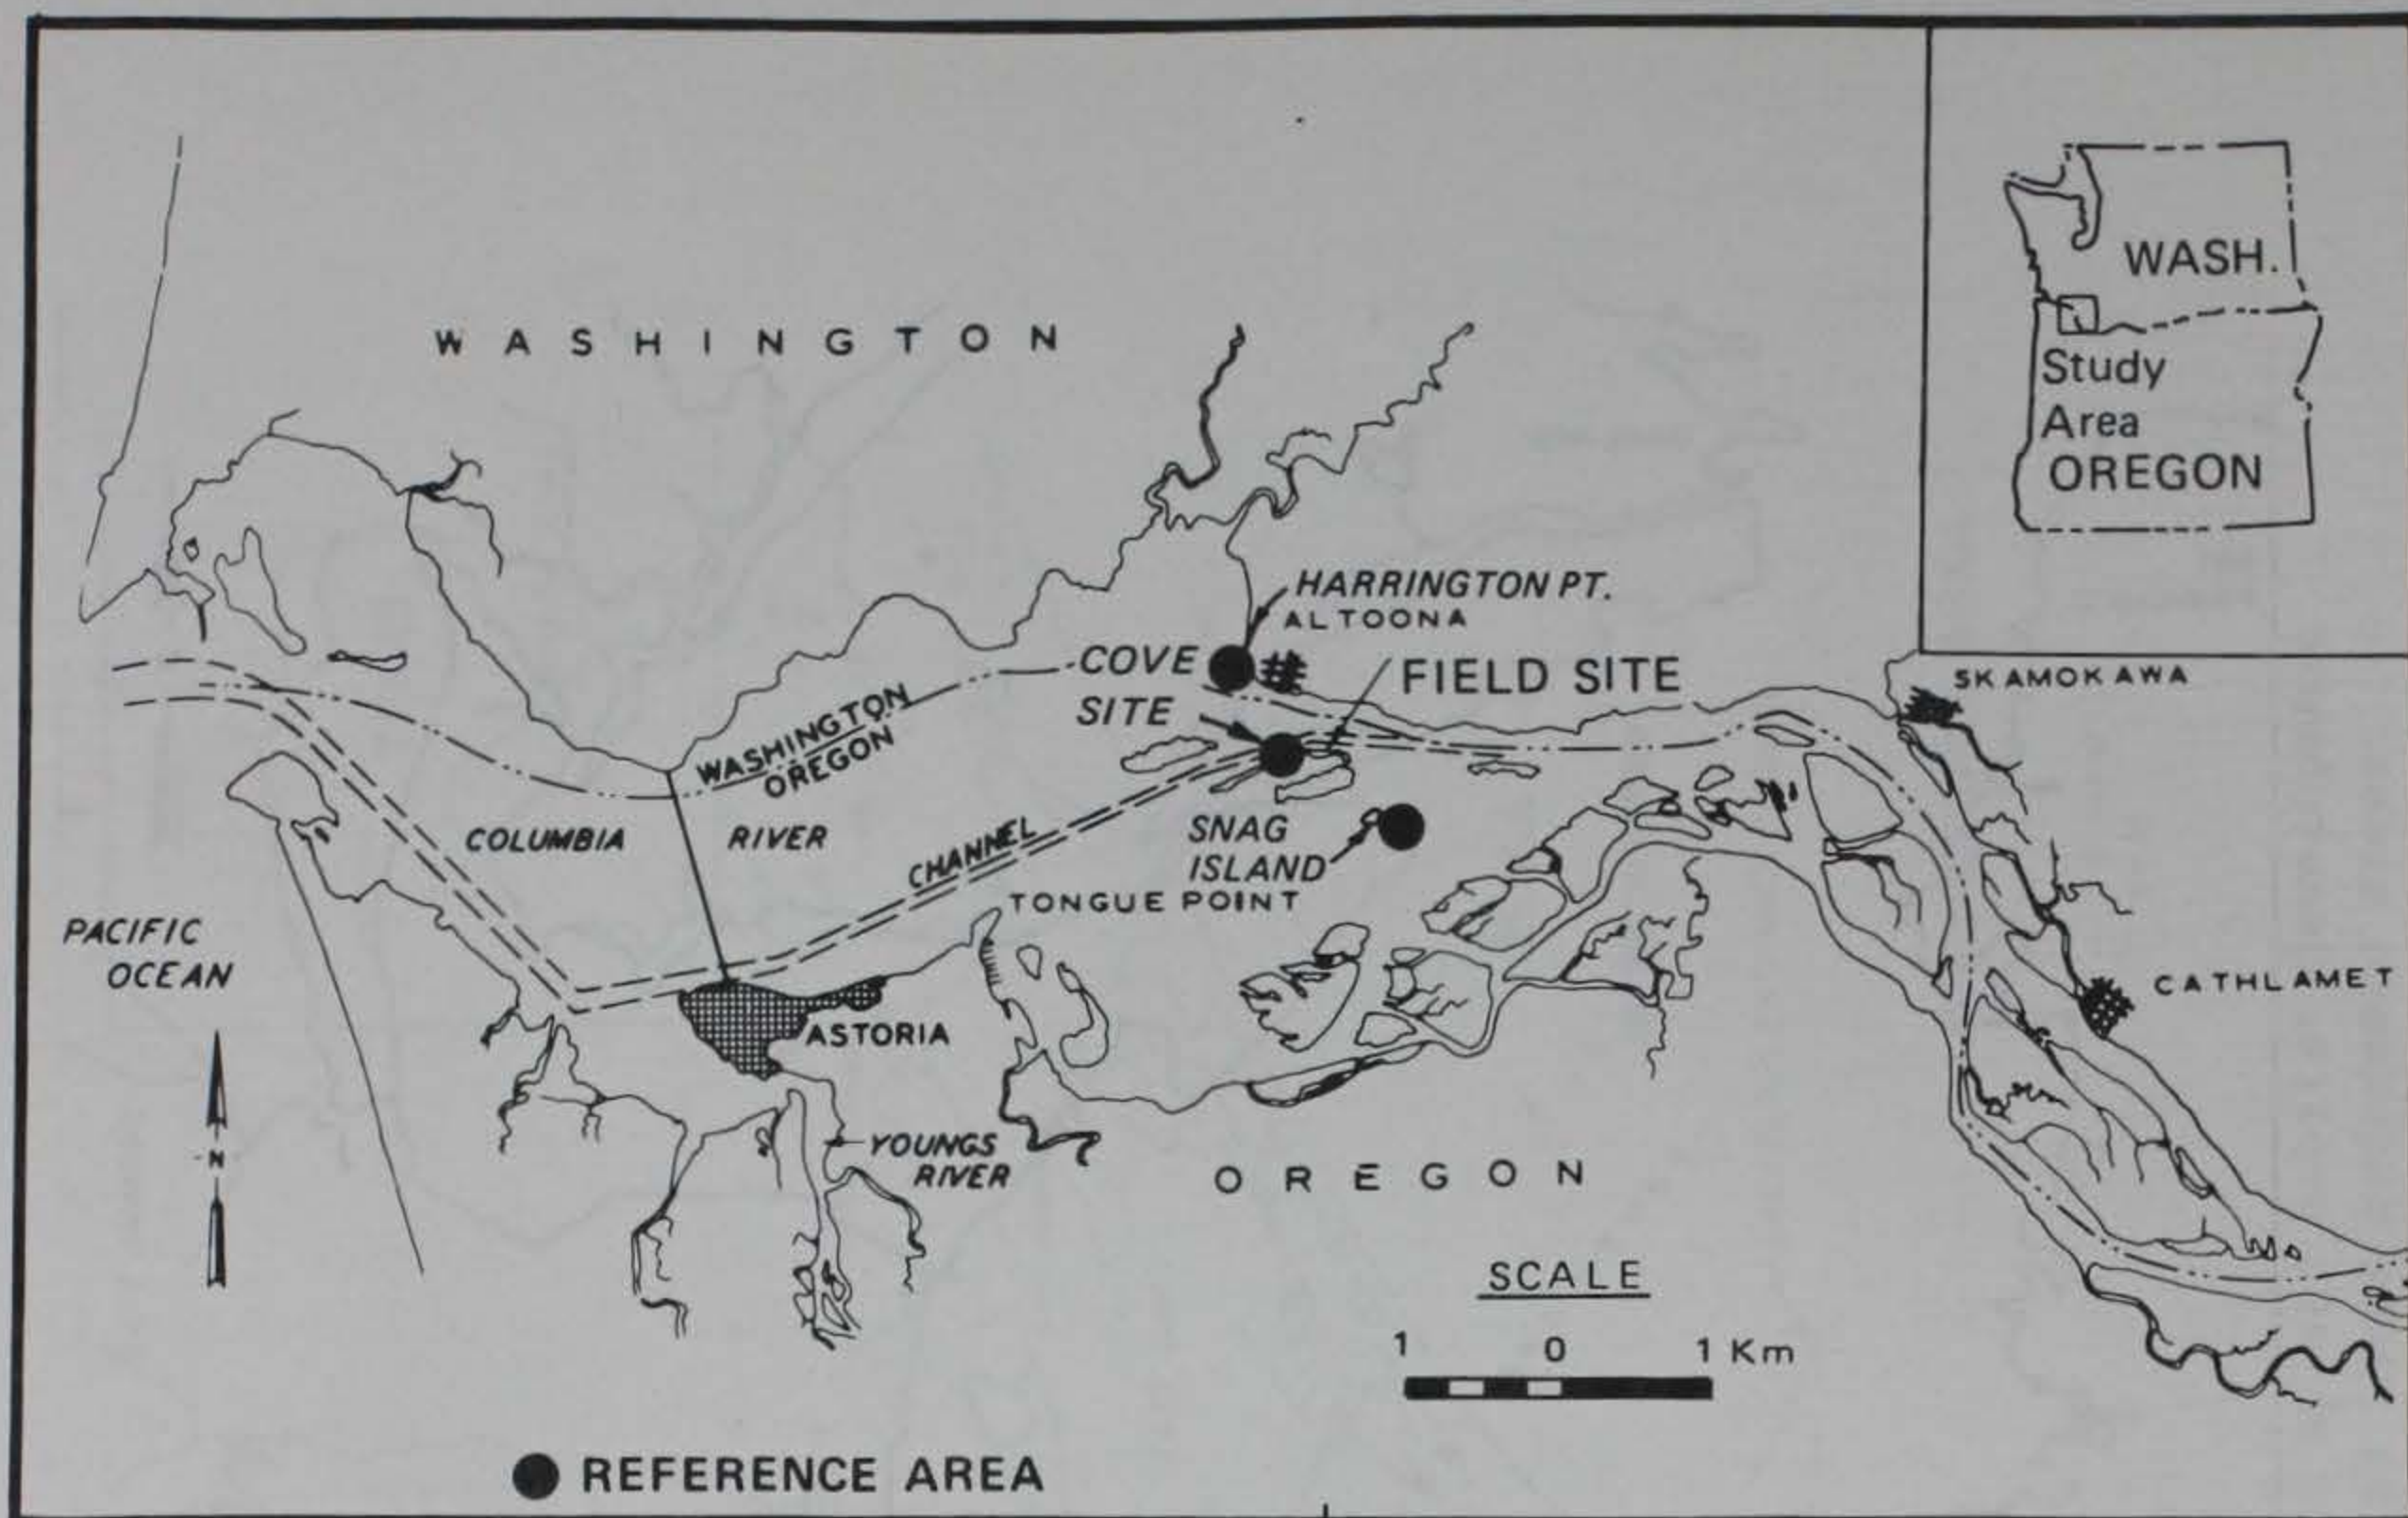 WASH.
Study
Area
OREGON
WASHINGTON
HARRINGTON PT.
ALTOONA
COVE
SITE
FIELD SITE
SKAMOKAWA
WASHINGTON
OREGON
COLUMBIA RIVER
CHANNEL
SNAG
ISLAND
TONGUE POINT
PACIFIC
OCEAN
ASTORIA
CATHLAMET
N
YOUNGS
RIVER
OREGON
SCALE
1 0 1 Km
REFERENCE AREA